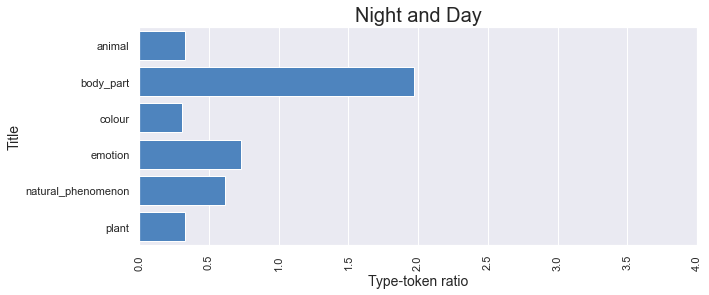 Night and Day
animal
body_part
colour
emotion
natural_phenomenon
plant
Title
0.0 0.5 1.0 1.5 2.0 2.5 3.0 3.5 4.0
Type-token ratio